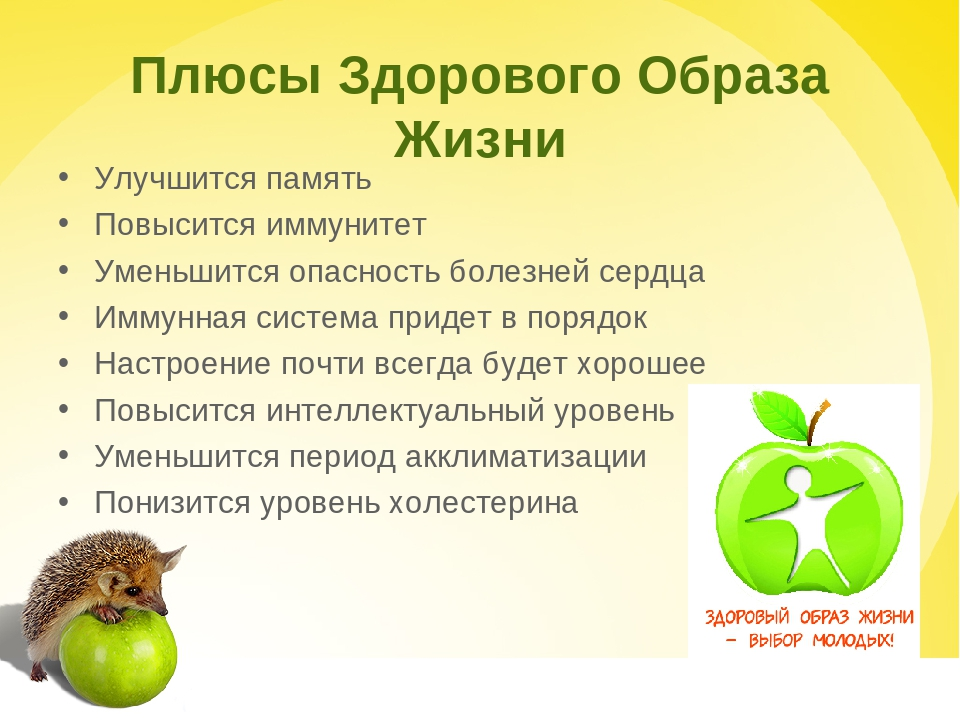 Плюсы Здорового Образа
Жизни
• Улучшится память
• Повысится иммунитет
• Уменьшится опасность болезней сердца
• Иммунная система придет в порядок
• Настроение почти всегда будет хорошее
• Повысится интеллектуальный уровень
• Уменьшится период акклиматизации
• Понизится уровень холестерина
ЗДОРОВЫЙ ОБРАЗ ЖИЗНИ
– ВЫБОР МОЛОДЫХ!